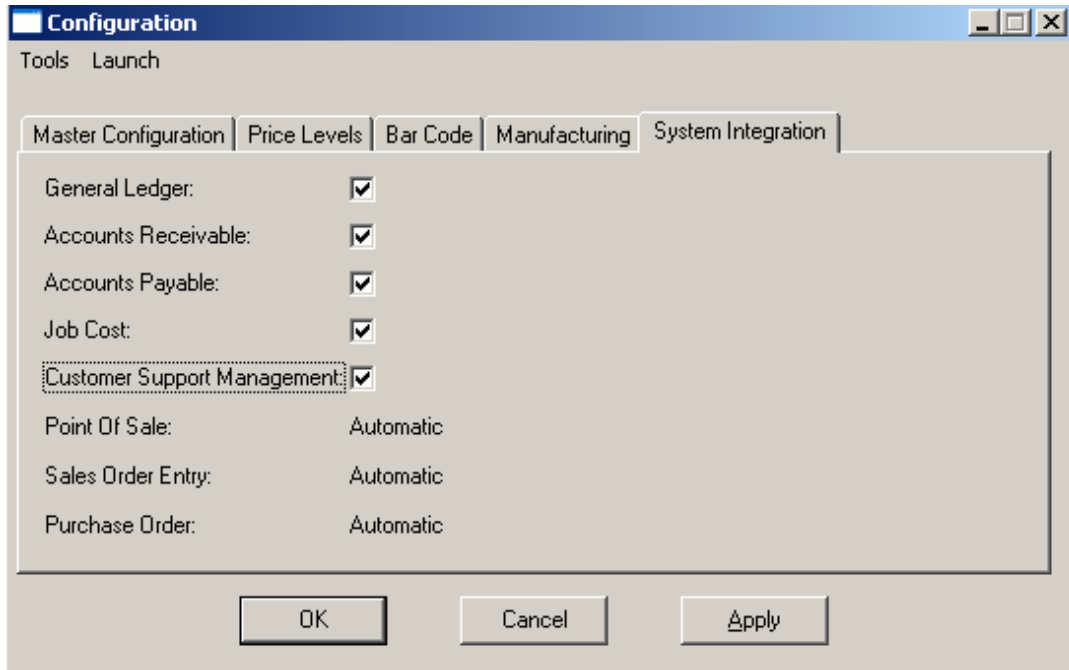 Configuration
Tools Launch
Master Configuration Price Levels Bar Code Manufacturing System Integration
General Ledger:
Accounts Receivable:
Accounts Payable:
Job Cost:
Customer Support Management:
Point Of Sale: Automatic
Sales Order Entry: Automatic
Purchase Order: Automatic
OK Cancel Apply